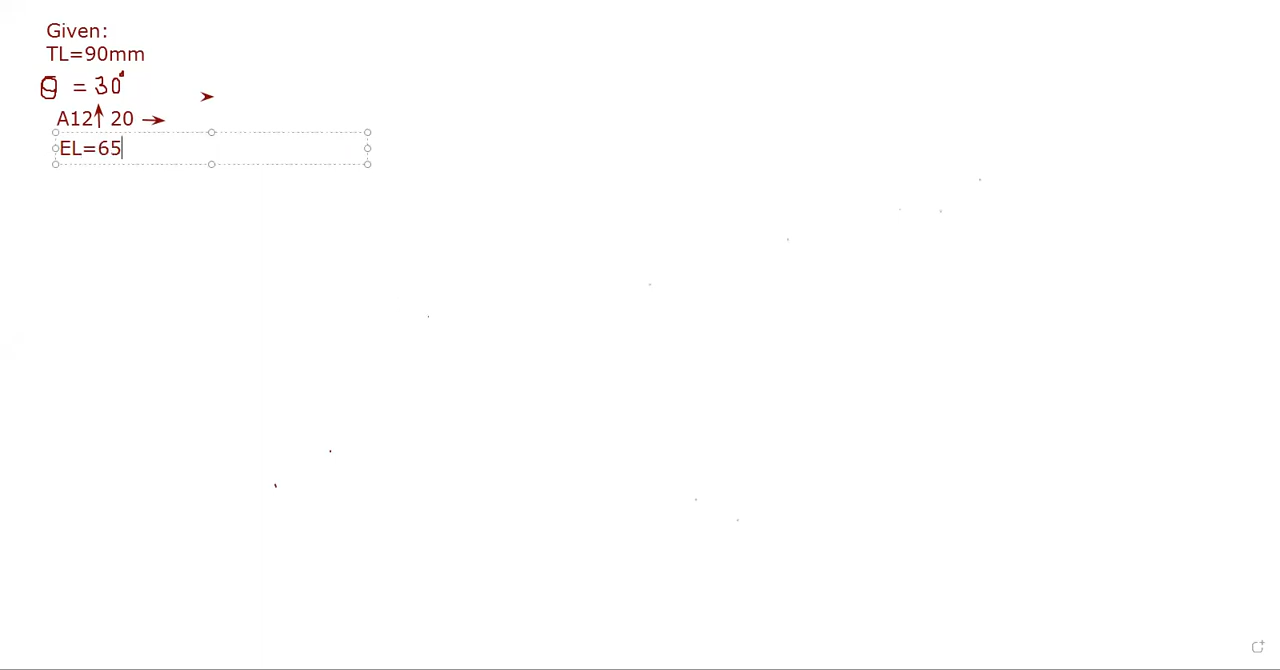 Given:
TL=90mm
θ = 30°
A12↑ 20 →
EL=65